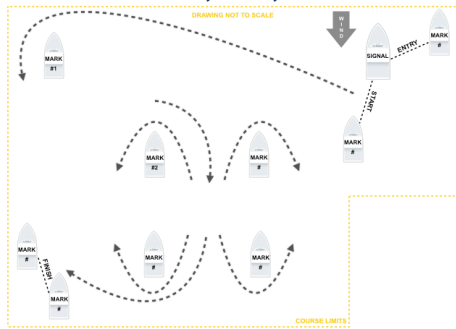 DRAWING NOT TO SCALE
WIND
SIGNAL
ENTRY
MARK
#
MARK
#1
START
MARK
#
MARK
#2
MARK
#
MARK
#
MARK
#
MARK
#
FINISH
MARK
#
COURSE LIMITS